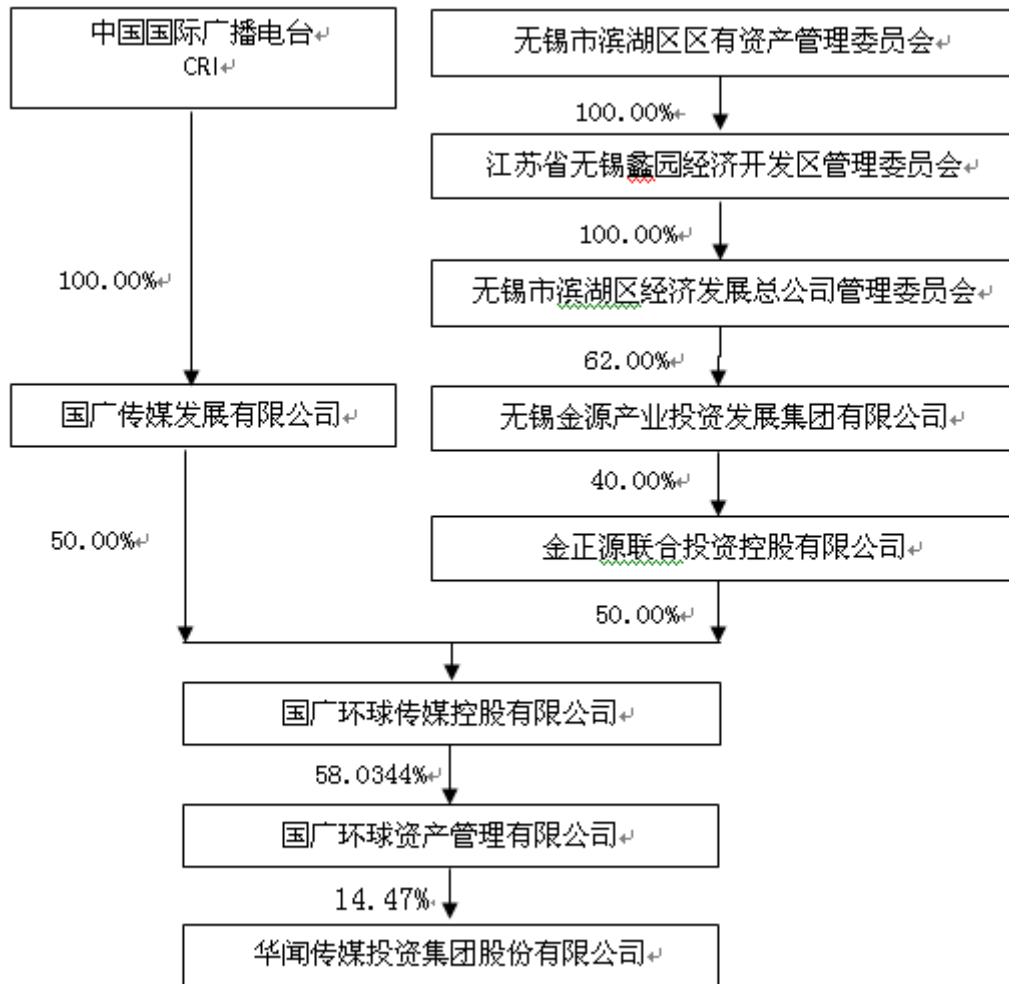 中国国际广播电台↵
CRI↵
无锡市滨湖区区有资产管理委员会↵
100.00%↵
江苏省无锡蠡园经济开发区管理委员会↵
100.00%↵
100.00%↵
无锡市滨湖区经济发展总公司管理委员会↵
62.00%↵
国广传媒发展有限公司↵
无锡金源产业投资发展集团有限公司↵
40.00%↵
50.00%↵
金正源联合投资控股有限公司↵
50.00%↵
国广环球传媒控股有限公司↵
58.0344%↵
国广环球资产管理有限公司↵
14.47%↵
华闻传媒投资集团股份有限公司↵